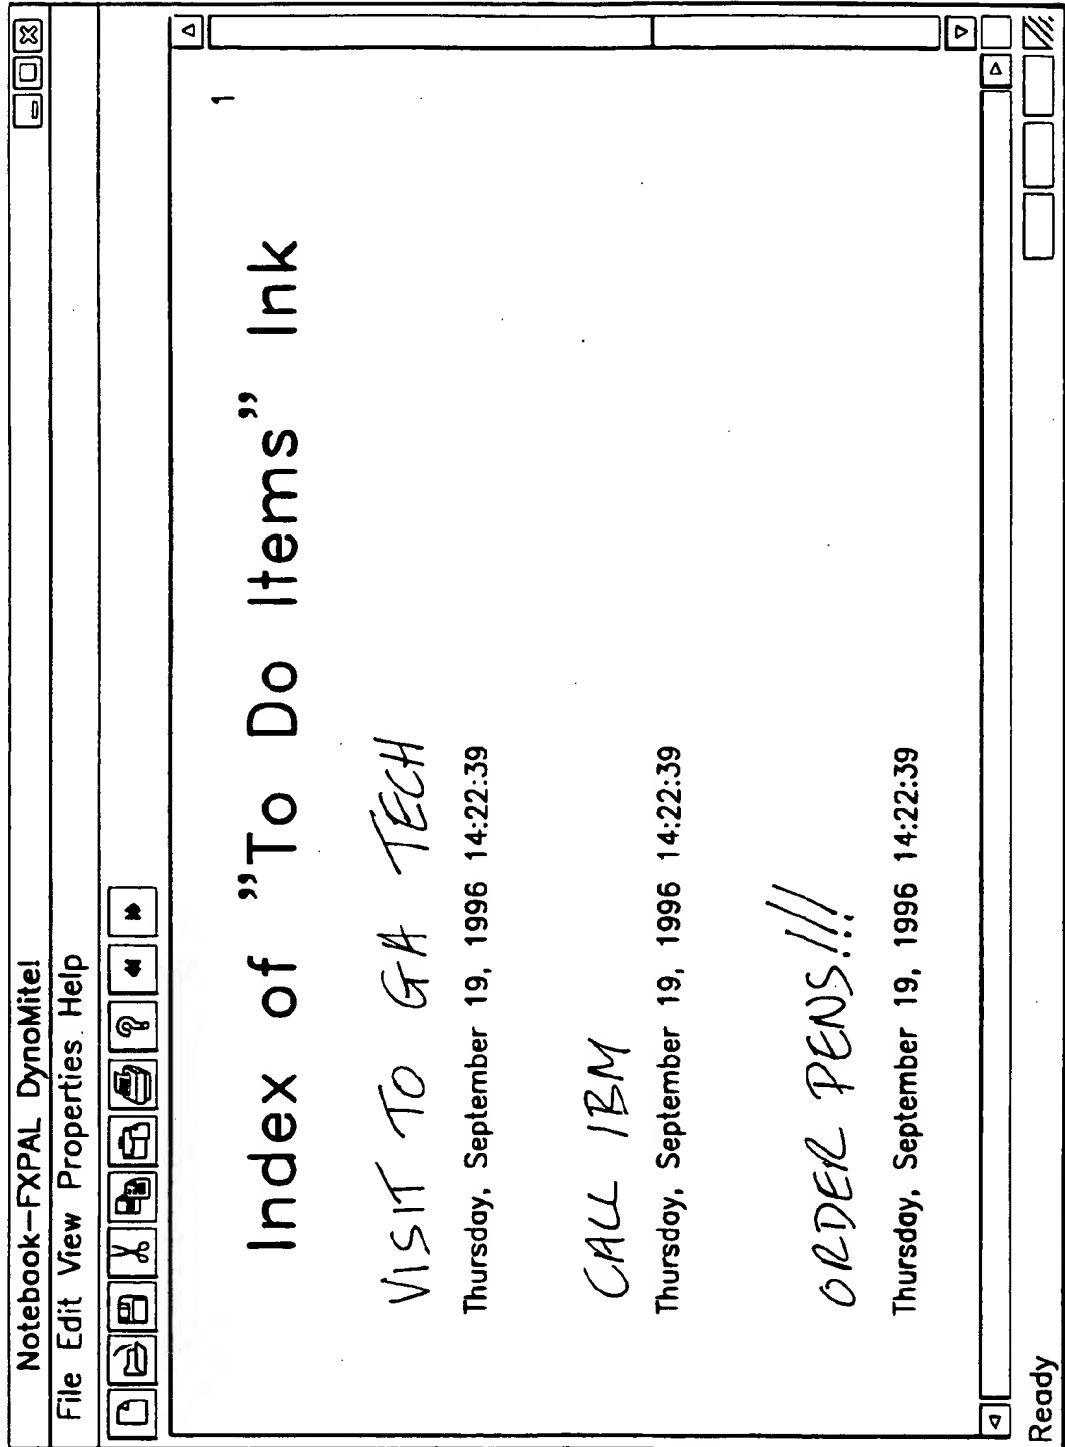 Notebook-FXPAL DynoMite!
File Edit View Properties Help
1
Index of "To Do Items" Ink
VISIT TO GA TECH
Thursday, September 19, 1996 14:22:39
CALL IBM
Thursday, September 19, 1996 14:22:39
ORDER PENS!!!
Thursday, September 19, 1996 14:22:39
Ready